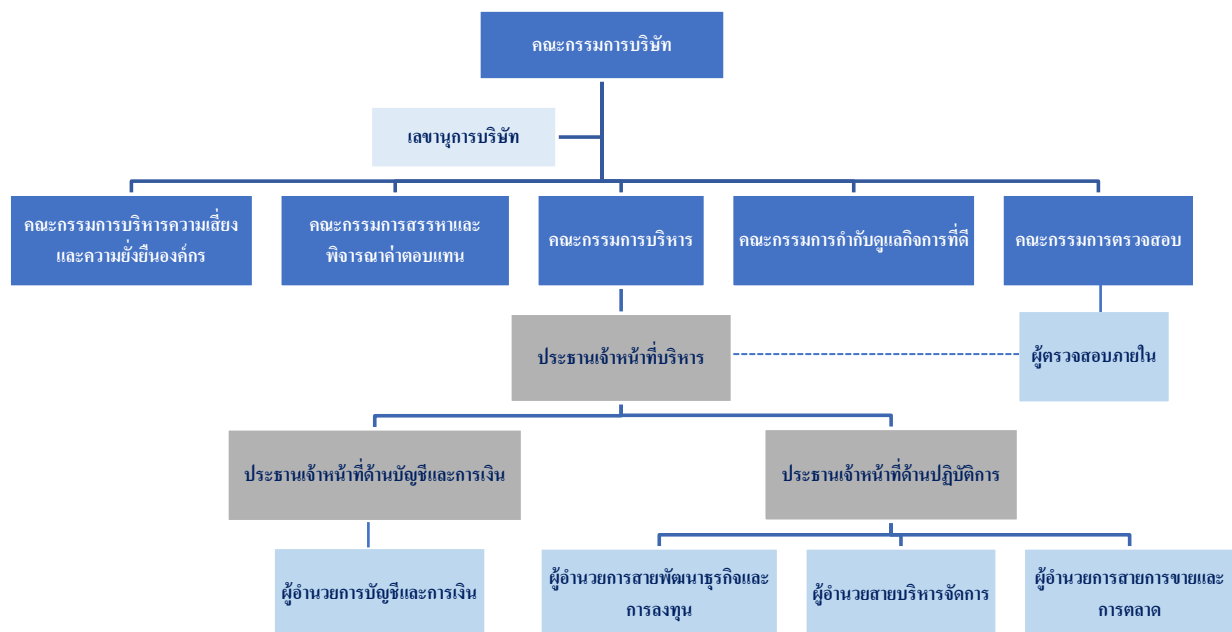 คณะกรรมการบริษัท
เลขานุการบริษัท
คณะกรรมการบริหารความเสี่ยง
และความยั่งยืนองค์กร
คณะกรรมการสรรหาและ
พิจารณาค่าตอบแทน
คณะกรรมการบริหาร
คณะกรรมการกำกับดูแลกิจการที่ดี
คณะกรรมการตรวจสอบ
ประธานเจ้าหน้าที่บริหาร
ผู้ตรวจสอบภายใน
ประธานเจ้าหน้าที่ด้านบัญชีและการเงิน
ประธานเจ้าหน้าที่ด้านปฏิบัติการ
ผู้อำนวยการบัญชีและการเงิน
ผู้อำนวยการสายพัฒนาธุรกิจและ
การลงทุน
ผู้อำนวยสายบริหารจัดการ
ผู้อำนวยการสายการขายและ
การตลาด